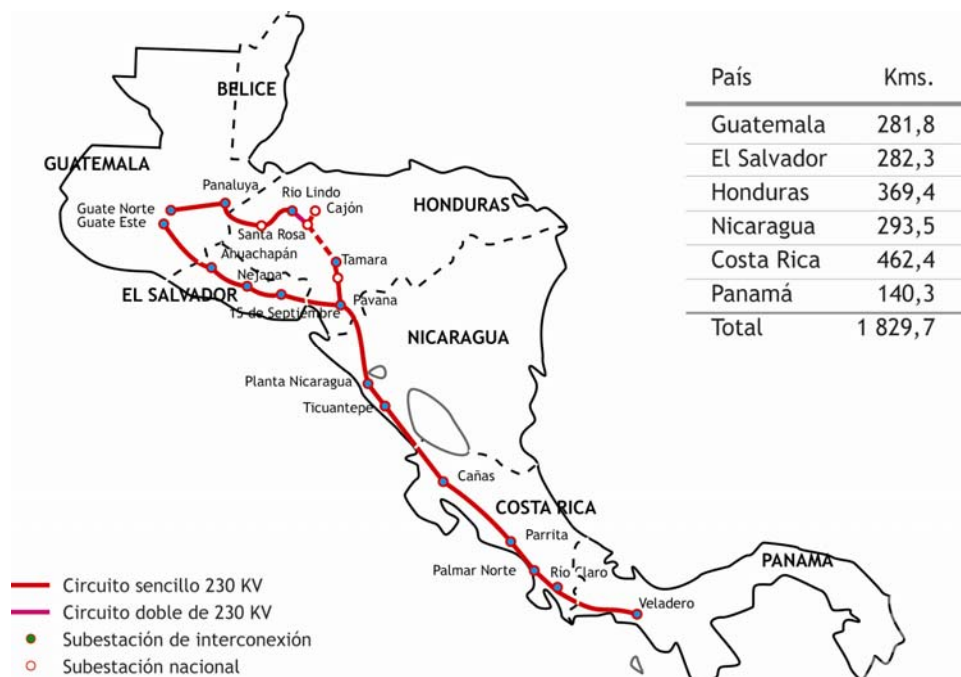 BELICE
GUATEMALA
Panaluya
Rio Lindo
Guate Norte
Cajón
HONDURAS
Guate Este
Santa Rosa
Ahuachapán
Tamara
Nejapa
EL SALVADOR
15 de Septiembre
Pavana
NICARAGUA
Planta Nicaragua
Ticuantepe
Cañas
COSTA RICA
Parrita
Palmar Norte
Río Claro
PANAMA
Veladero
País Kms.
Guatemala 281,8
El Salvador 282,3
Honduras 369,4
Nicaragua 293,5
Costa Rica 462,4
Panamá 140,3
Total 1 829,7
Circuito sencillo 230 KV
Circuito doble de 230 KV
Subestación de interconexión
Subestación nacional